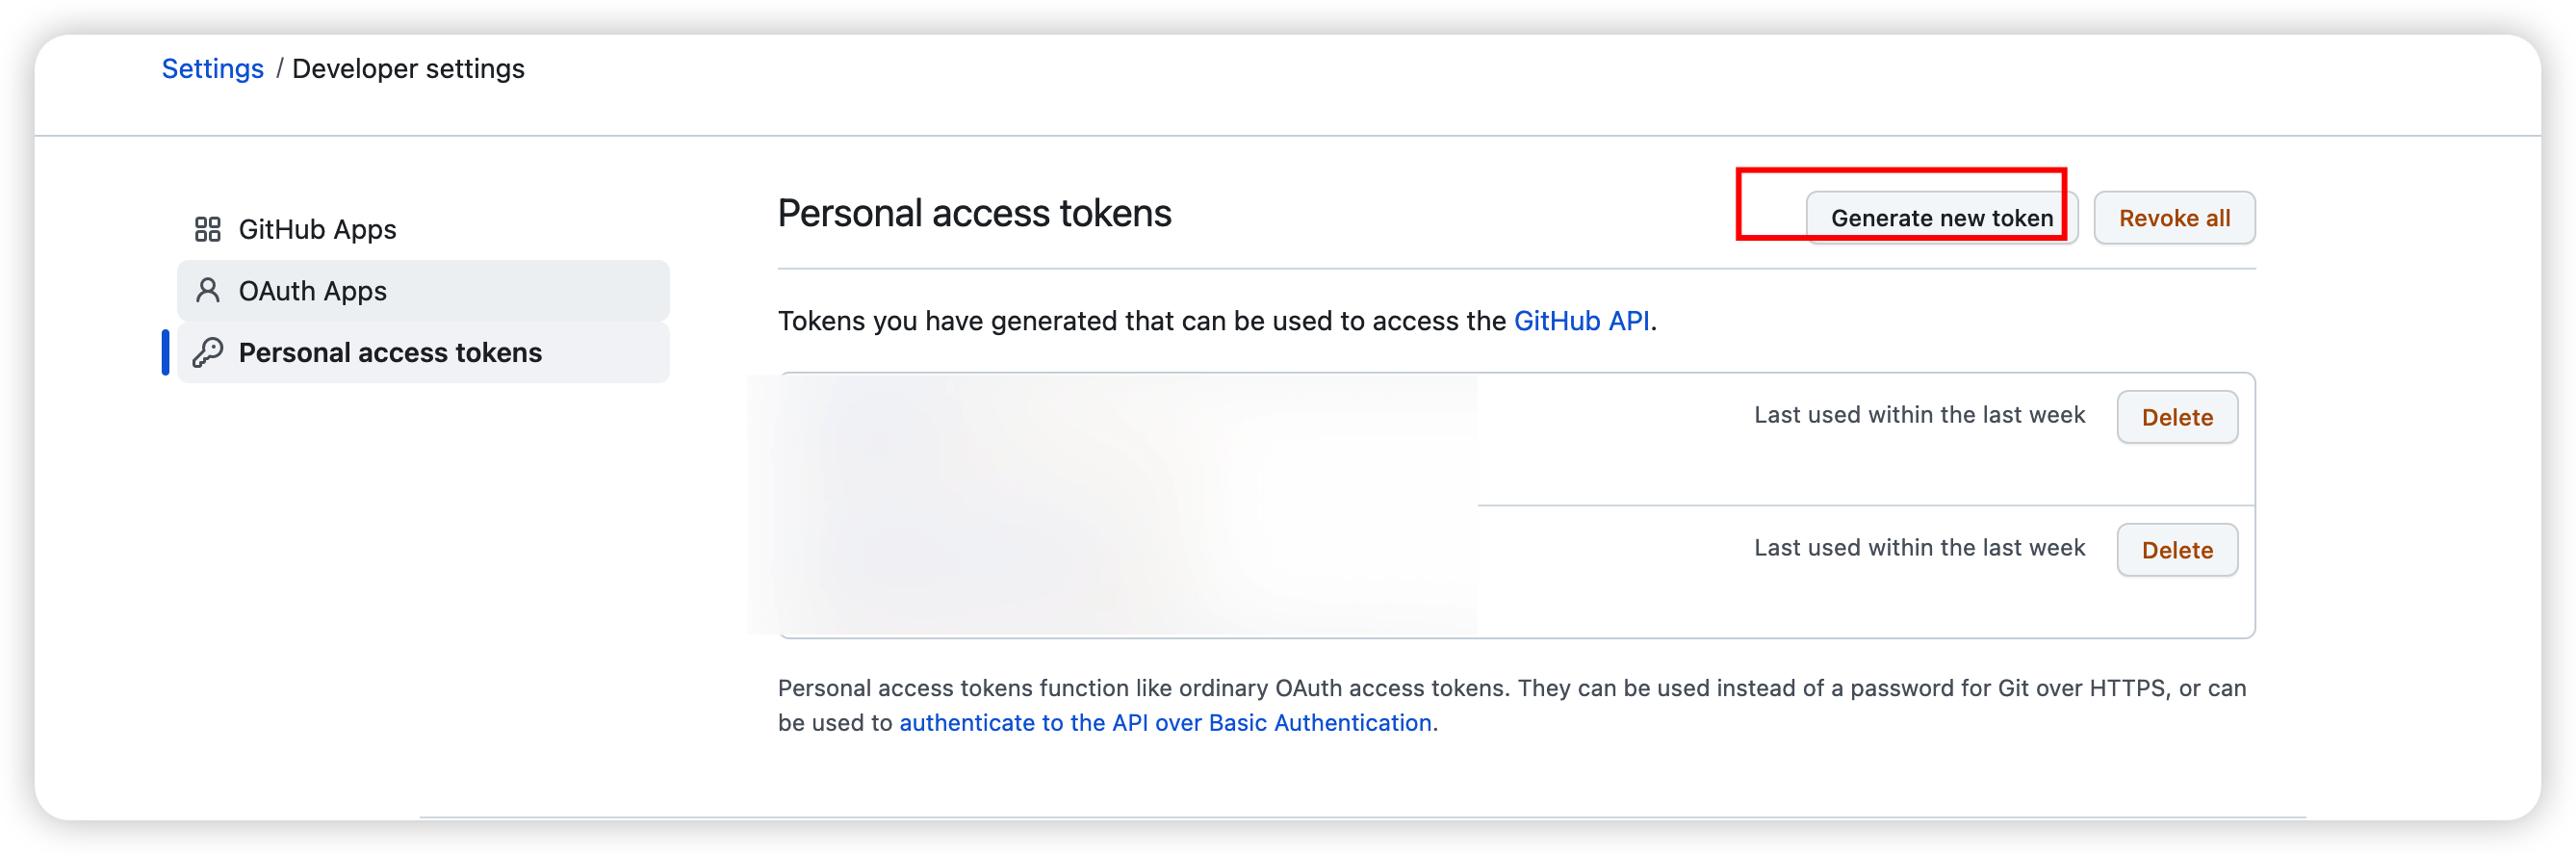 Settings / Developer settings
GitHub Apps
OAuth Apps
Personal access tokens
Personal access tokens
Generate new token
Revoke all
Tokens you have generated that can be used to access the GitHub API.
Last used within the last week
Delete
Last used within the last week
Delete
Personal access tokens function like ordinary OAuth access tokens. They can be used instead of a password for Git over HTTPS, or can
be used to authenticate to the API over Basic Authentication.